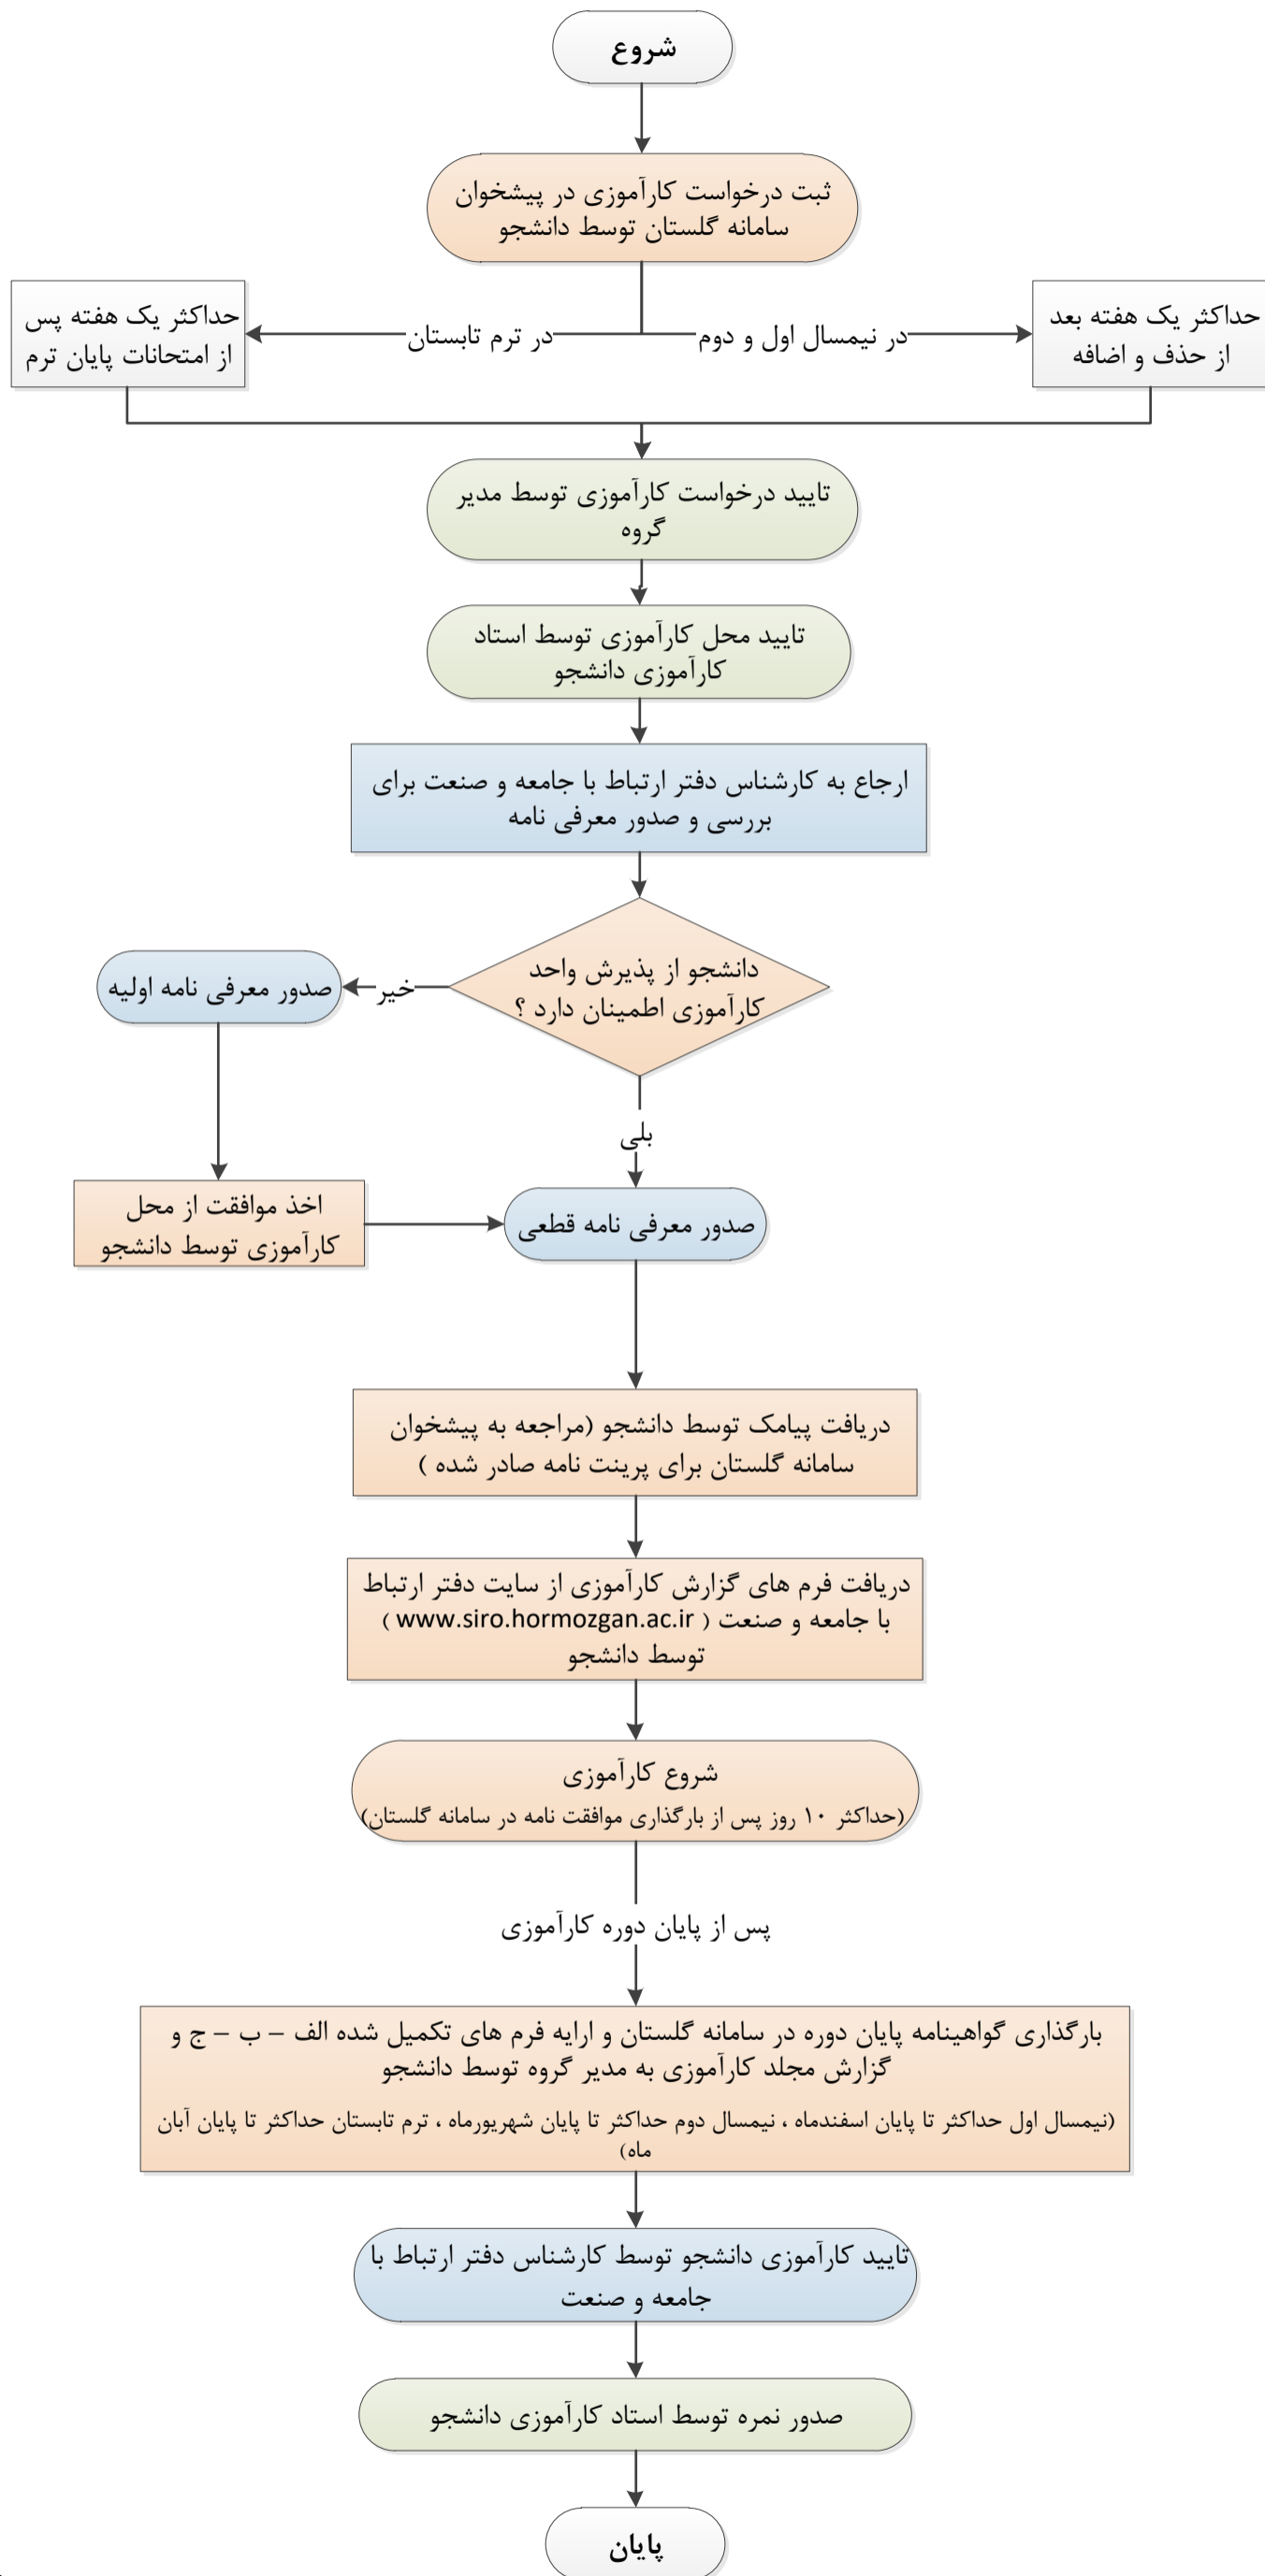 شروع
ثبت درخواست کارآموزی در پیشخوان
سامانه گلستان توسط دانشجو
در نیمسال اول و دوم
در ترم تابستان
حداکثر یک هفته بعد
از حذف و اضافه
حداکثر یک هفته پس
از امتحانات پایان ترم
تایید درخواست کارآموزی توسط مدیر
گروه
تایید محل کارآموزی توسط استاد
کارآموزی دانشجو
ارجاع به کارشناس دفتر ارتباط با جامعه و صنعت برای
بررسی و صدور معرفی نامه
دانشجو از پذیرش واحد
کارآموزی اطمینان دارد ؟
خیر
صدور معرفی نامه اولیه
بلی
اخذ موافقت از محل
کارآموزی توسط دانشجو
صدور معرفی نامه قطعی
دریافت پیامک توسط دانشجو (مراجعه به پیشخوان
سامانه گلستان برای پرینت نامه صادر شده )
دریافت فرم های گزارش کارآموزی از سایت دفتر ارتباط
با جامعه و صنعت ( www.siro.hormozgan.ac.ir )
توسط دانشجو
شروع کارآموزی
(حداکثر ۱۰ روز پس از بارگذاری موافقت نامه در سامانه گلستان)
پس از پایان دوره کارآموزی
بارگذاری گواهینامه پایان دوره در سامانه گلستان و ارایه فرم های تکمیل شده الف – ب – ج و
گزارش مجلد کارآموزی به مدیر گروه توسط دانشجو
(نیمسال اول حداکثر تا پایان اسفندماه ، نیمسال دوم حداکثر تا پایان شهریورماه ، ترم تابستان حداکثر تا پایان آبان
ماه)
تایید کارآموزی دانشجو توسط کارشناس دفتر ارتباط با
جامعه و صنعت
صدور نمره توسط استاد کارآموزی دانشجو
پایان